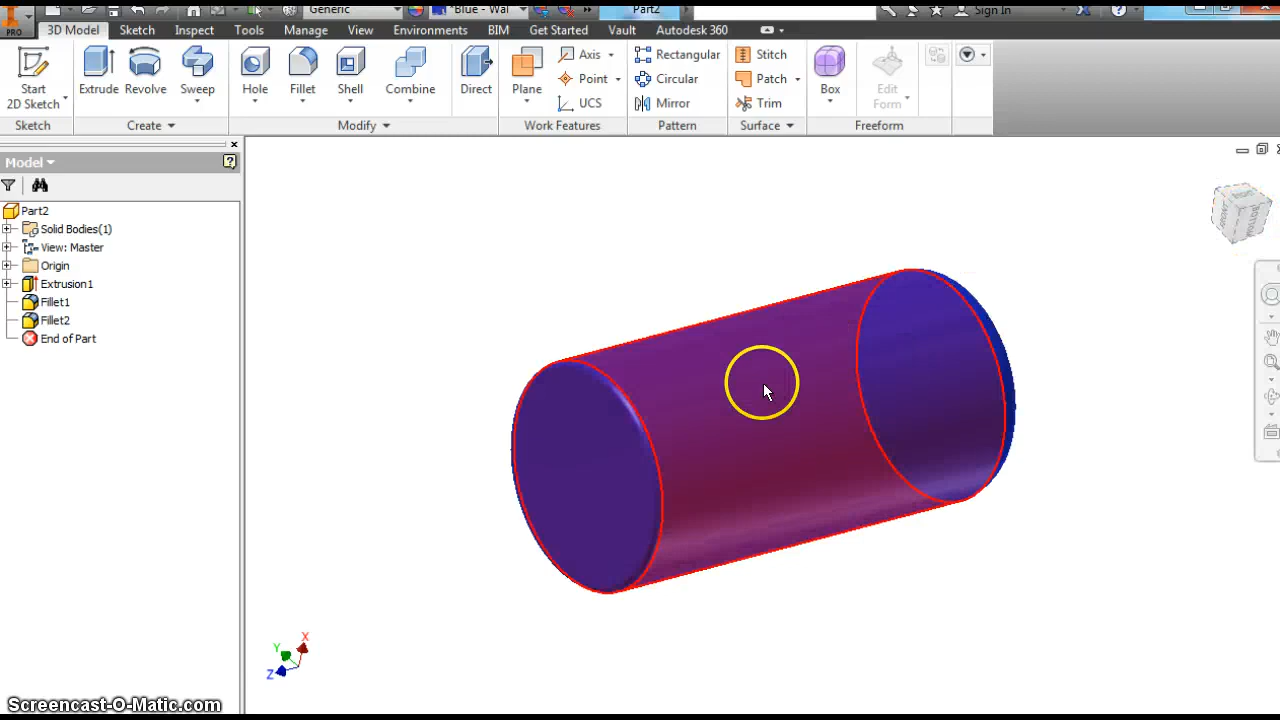 PRO
Generic
*Blue - Wal
Part2
Sign In
3D Model
Sketch
Inspect
Tools
Manage
View
Environments
BIM
Get Started
Vault
Autodesk 360
Start
2D Sketch
Extrude
Revolve
Sweep
Hole
Fillet
Shell
Combine
Direct
Plane
Axis
Point
UCS
Rectangular
Circular
Mirror
Stitch
Patch
Trim
Box
Edit
Form
Sketch
Create
Modify
Work Features
Pattern
Surface
Freeform
Model
Part2
Solid Bodies(1)
View: Master
Origin
Extrusion1
Fillet1
Fillet2
End of Part
X
Y
Z
Screencast-O-Matic.com